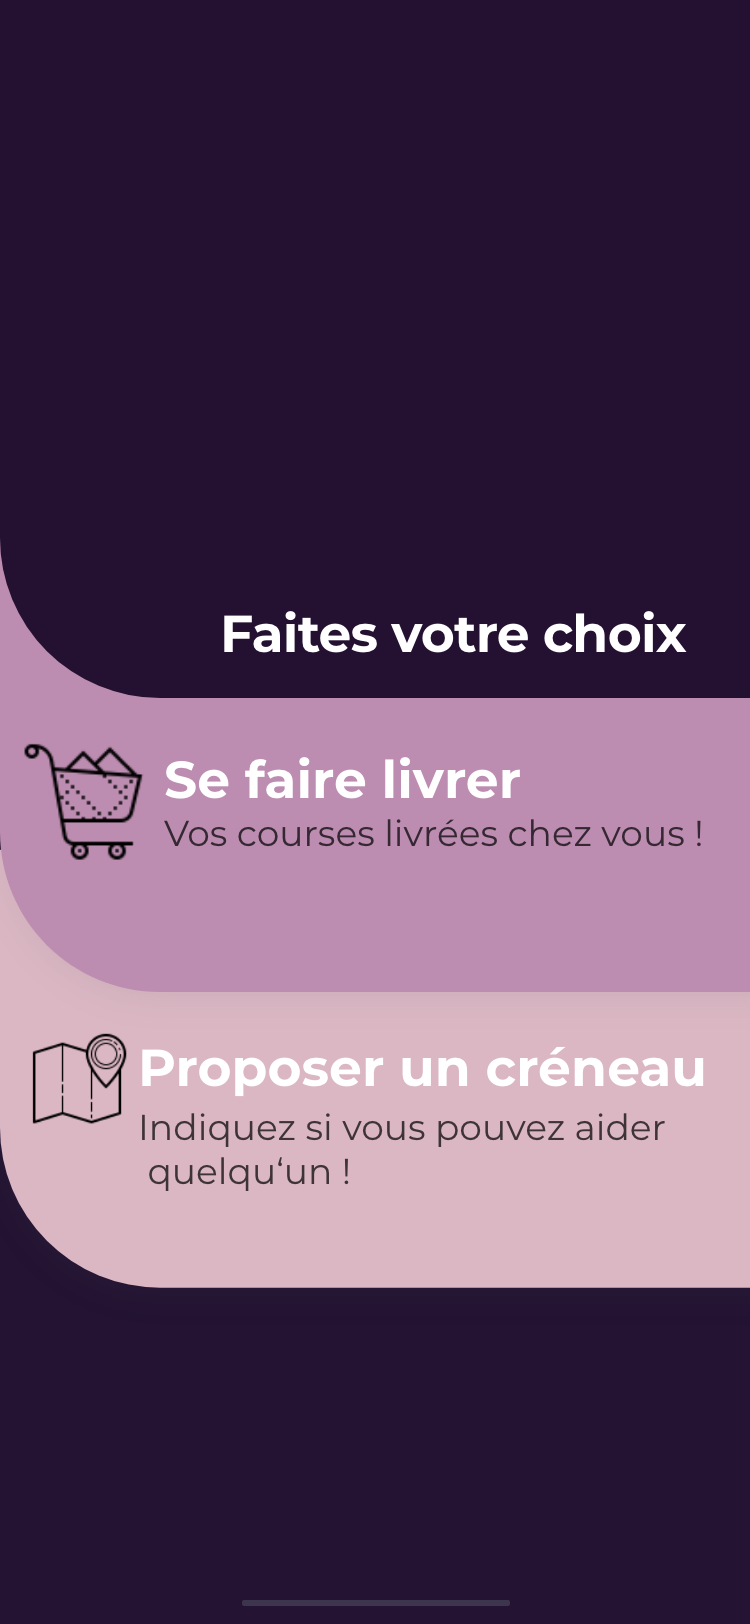 Faites votre choix
Se faire livrer
Vos courses livrées chez vous !
Proposer un créneau
Indiquez si vous pouvez aider
quelqu‘un !